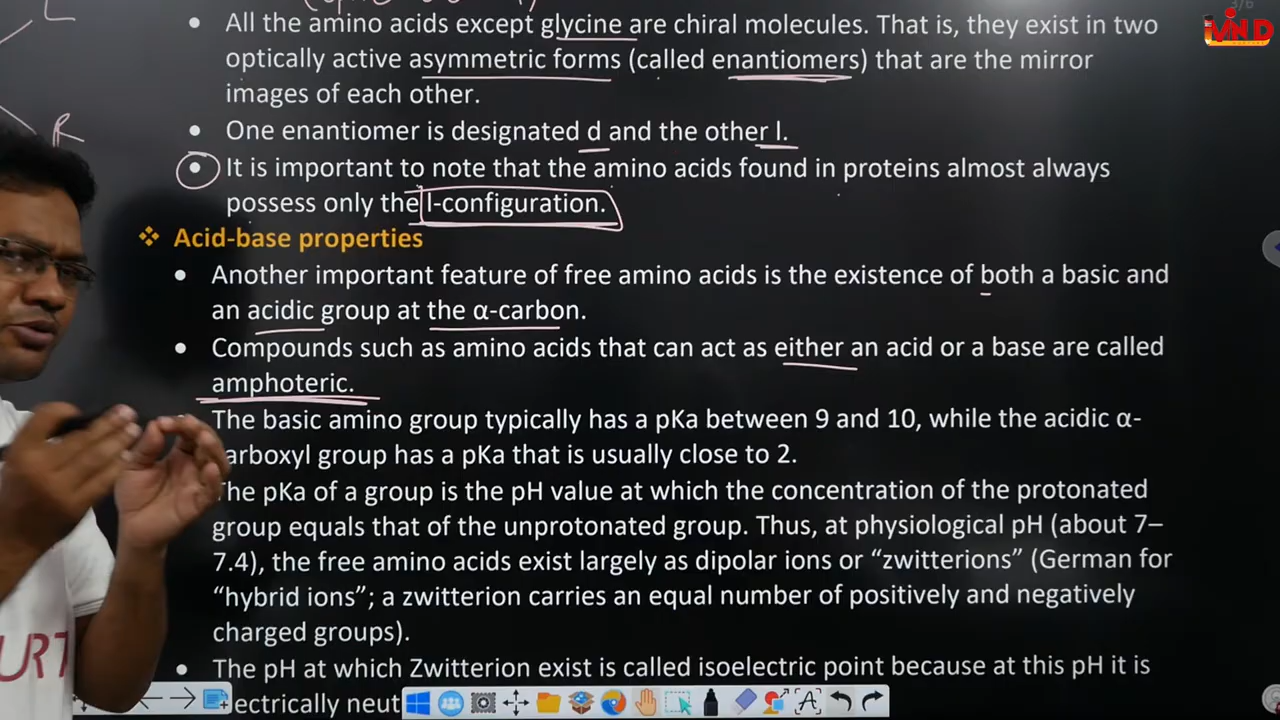 3/6
MND
L
All the amino acids except glycine are chiral molecules. That is, they exist in two
optically active asymmetric forms (called enantiomers) that are the mirror
images of each other.
R
• One enantiomer is designated d and the other l.
• It is important to note that the amino acids found in proteins almost always
possess only the l-configuration.
❖ Acid-base properties
• Another important feature of free amino acids is the existence of both a basic and
an acidic group at the α-carbon.
• Compounds such as amino acids that can act as either an acid or a base are called
amphoteric.
The basic amino group typically has a pKa between 9 and 10, while the acidic α-
arboxyl group has a pKa that is usually close to 2.
The pKa of a group is the pH value at which the concentration of the protonated
group equals that of the unprotonated group. Thus, at physiological pH (about 7–
7.4), the free amino acids exist largely as dipolar ions or “zwitterions” (German for
“hybrid ions”; a zwitterion carries an equal number of positively and negatively
charged groups).
URT
• The pH at which Zwitterion exist is called isoelectric point because at this pH it is
ectrically neut